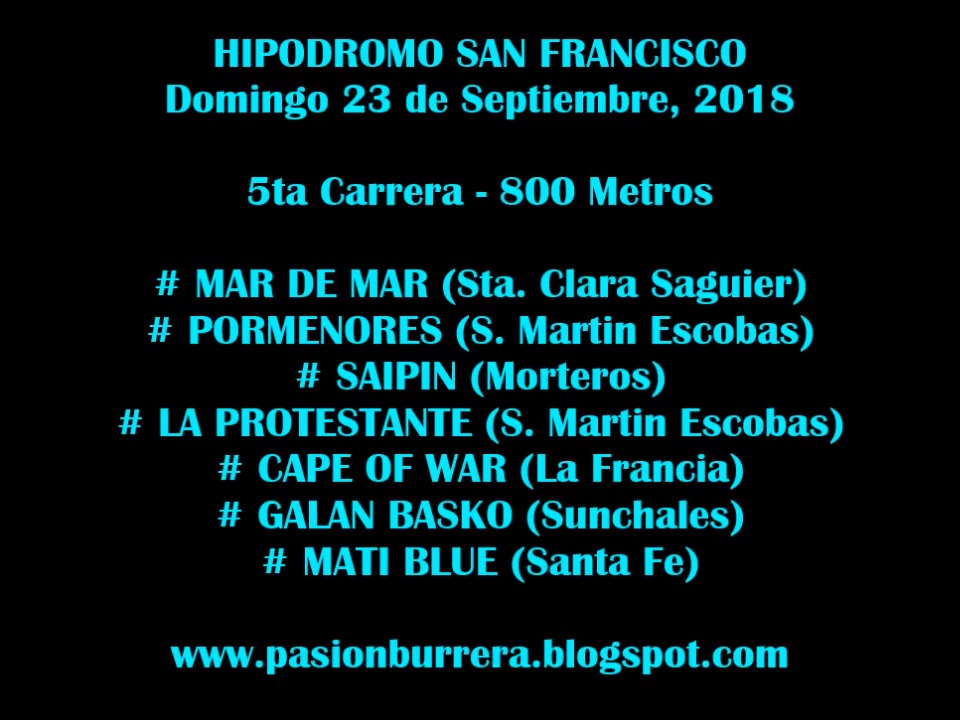 HIPODROMO SAN FRANCISCO
Domingo 23 de Septiembre, 2018
5ta Carrera - 800 Metros
# MAR DE MAR (Sta. Clara Saguier)
# PORMENORES (S. Martin Escobas)
# SAIPIN (Morteros)
# LA PROTESTANTE (S. Martin Escobas)
# CAPE OF WAR (La Francia)
# GALAN BASKO (Sunchales)
# MATI BLUE (Santa Fe)
www.pasionburrera.blogspot.com